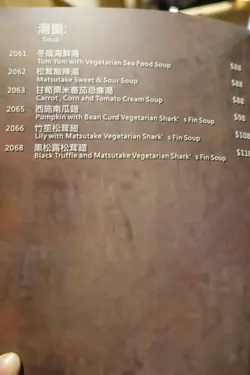 湯羹:
Soup
2061 冬蔭海鮮湯 $88
Tom Yum with Vegetarian Sea Food Soup
2062 松茸酸辣湯 $88
Matsutake Sweet & Sour Soup
2063 甘筍粟米蕃茄忌廉湯 $88
Carrot, Corn and Tomato Cream Soup
2065 西施南瓜翅 $98
Pumpkin with Bean Curd Vegetarian Shark's Fin Soup
2066 竹笙松茸翅 $108
Lily with Matsutake Vegetarian Shark's Fin Soup
2068 黑松露松茸翅
Black Truffle and Matsutake Vegetarian Shark's Fin Soup